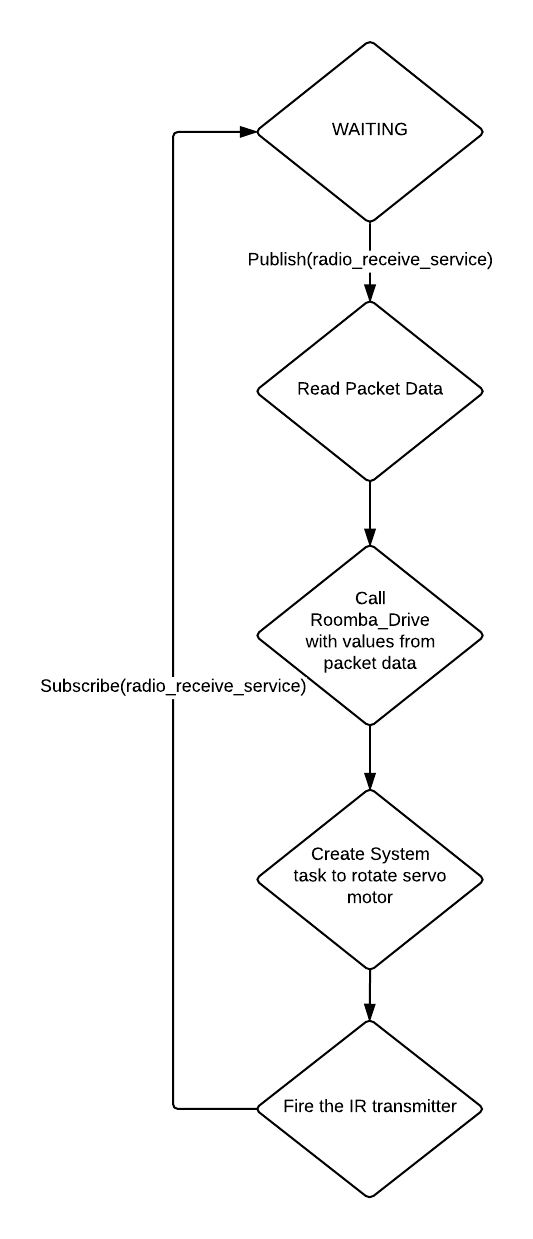 WAITING
Publish(radio_receive_service)
Read Packet Data
Call
Roomba_Drive
with values from
packet data
Subscribe(radio_receive_service)
Create System
task to rotate servo
motor
Fire the IR transmitter